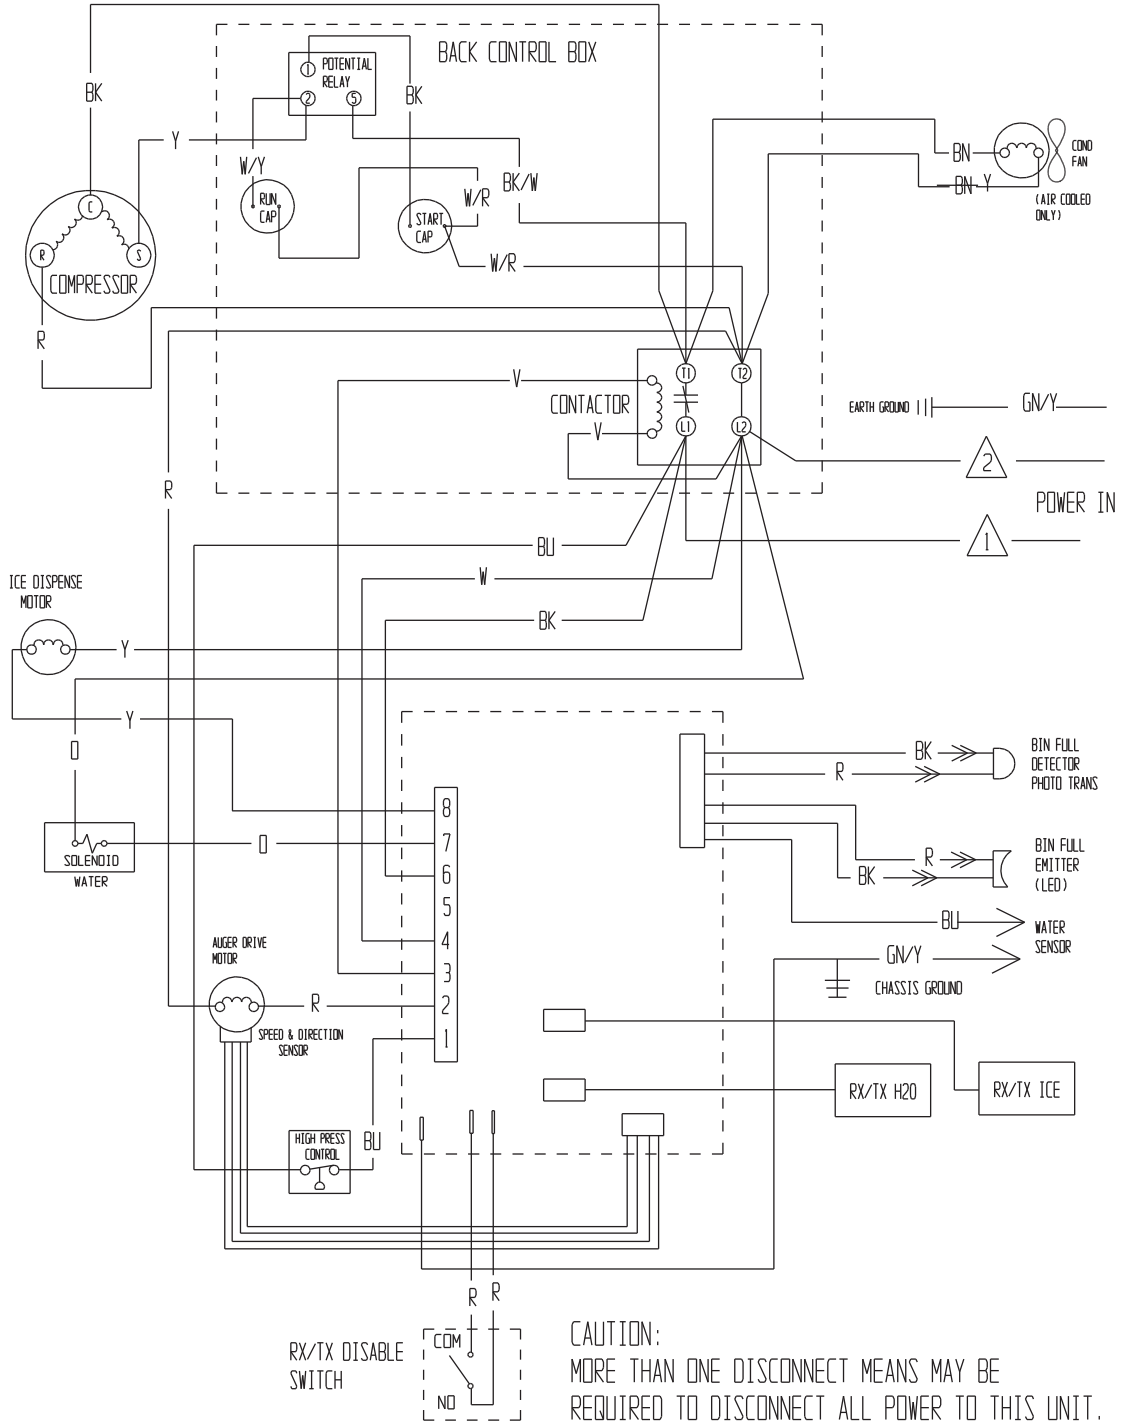 BACK CONTROL BOX
BK
1
POTENTIAL
RELAY
2
5
BK
Y
W/Y
BK/W
W/R
RUN
CAP
START
CAP
W/R
BN
COND
FAN
BN
Y
(AIR COOLED
ONLY)
C
R
S
COMPRESSOR
R
V
T1
T2
CONTACTOR
V
L1
L2
EARTH GROUND
GN/Y
2
POWER IN
1
R
BU
W
BK
ICE DISPENSE
MOTOR
Y
Y
O
BK
R
BIN FULL
DETECTOR
PHOTO TRANS
8
7
6
5
4
3
2
1
O
SOLENOID
WATER
R
BK
BIN FULL
EMITTER
(LED)
BU
WATER
SENSOR
GN/Y
CHASSIS GROUND
AUGER DRIVE
MOTOR
R
SPEED & DIRECTION
SENSOR
RX/TX H2O
RX/TX ICE
HIGH PRESS
CONTROL
BU
R
R
RX/TX DISABLE
SWITCH
COM
NO
CAUTION:
MORE THAN ONE DISCONNECT MEANS MAY BE
REQUIRED TO DISCONNECT ALL POWER TO THIS UNIT.